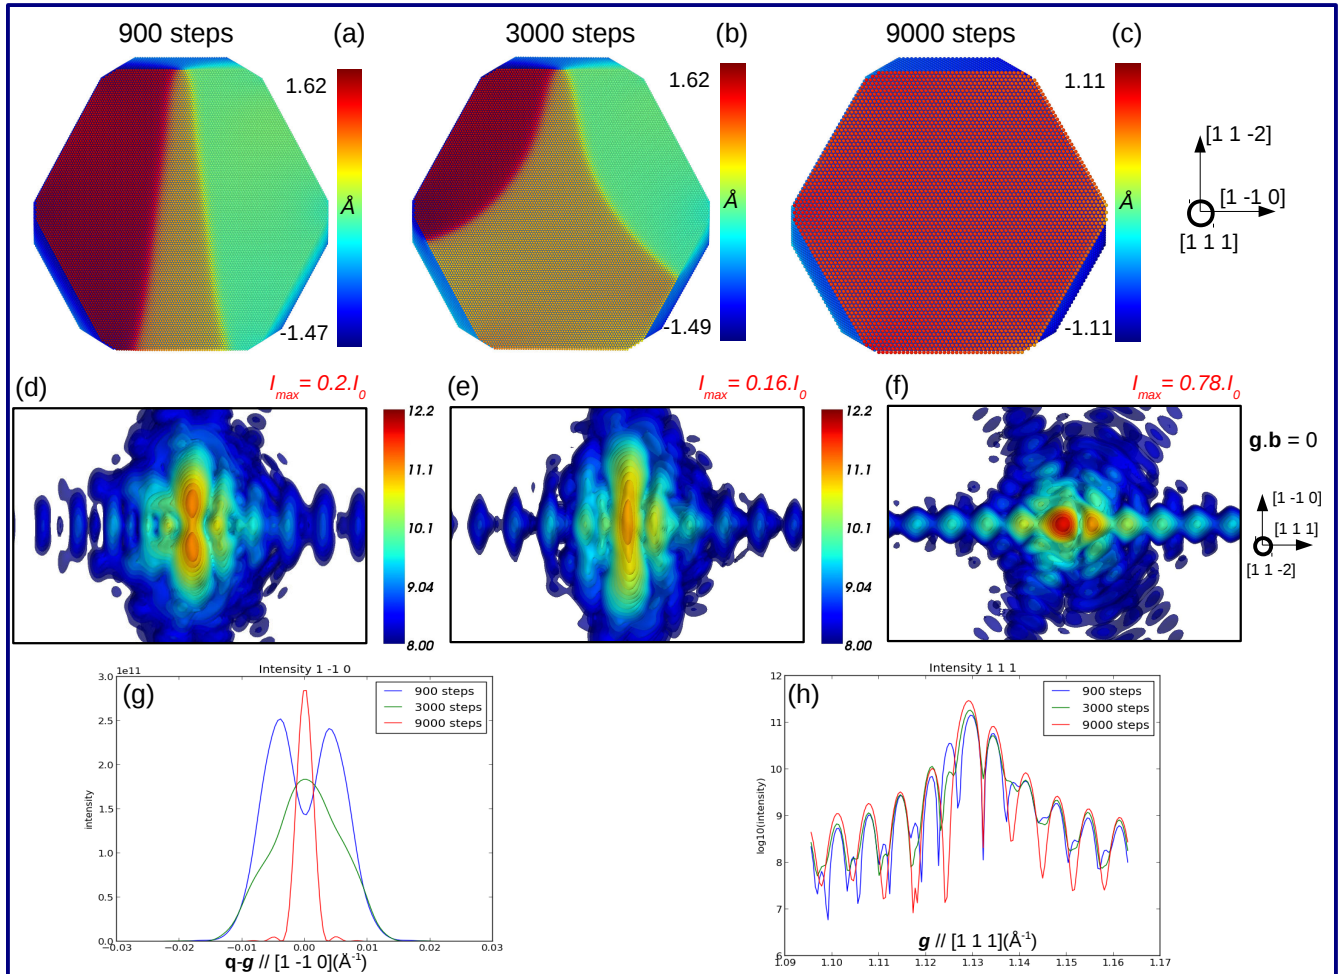 900 steps
(a)
3000 steps
(b)
9000 steps
(c)
1.62
Å
-1.47
1.62
Å
-1.49
1.11
Å
-1.11
[1 1 -2]
[1 -1 0]
[1 1 1]
(d)
Imax= 0.2.I0
(e)
Imax= 0.16.I0
(f)
Imax= 0.78.I0
12.2
11.1
10.1
9.04
8.00
12.2
11.1
10.1
9.04
8.00
g.b = 0
[1 -1 0]
[1 1 1]
[1 1 -2]
1e11
Intensity 1 -1 0
(g)
900 steps
3000 steps
9000 steps
3.0
2.5
2.0
1.5
1.0
0.5
0.0
intensity
−0.03
−0.02
−0.01
0.00
0.01
0.02
0.03
q-g // [1 -1 0](Å-1)
Intensity 1 1 1
(h)
900 steps
3000 steps
9000 steps
12
11
10
9
8
7
6
log10(intensity)
g // [1 1 1](Å-1)
1.09
1.10
1.11
1.12
1.13
1.14
1.15
1.16
1.17